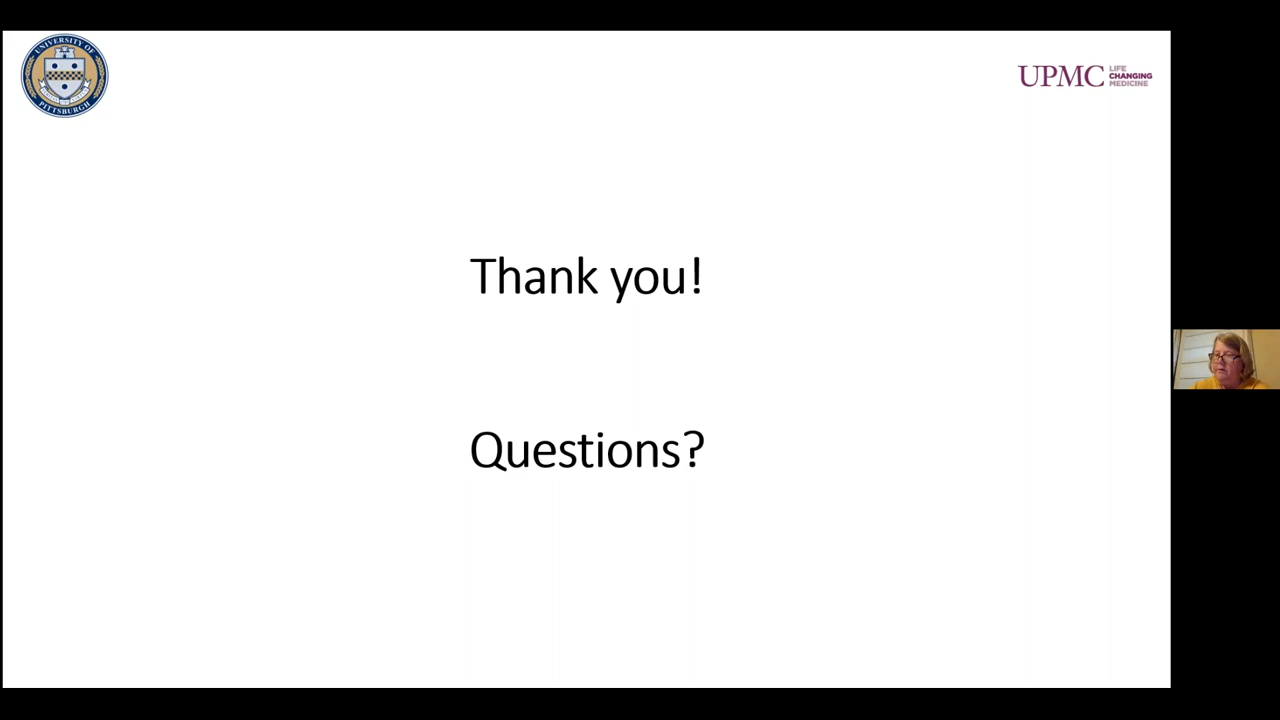 UNIVERSITY OF
PITTSBURGH
UPMC LIFE
CHANGING
MEDICINE
Thank you!
Questions?